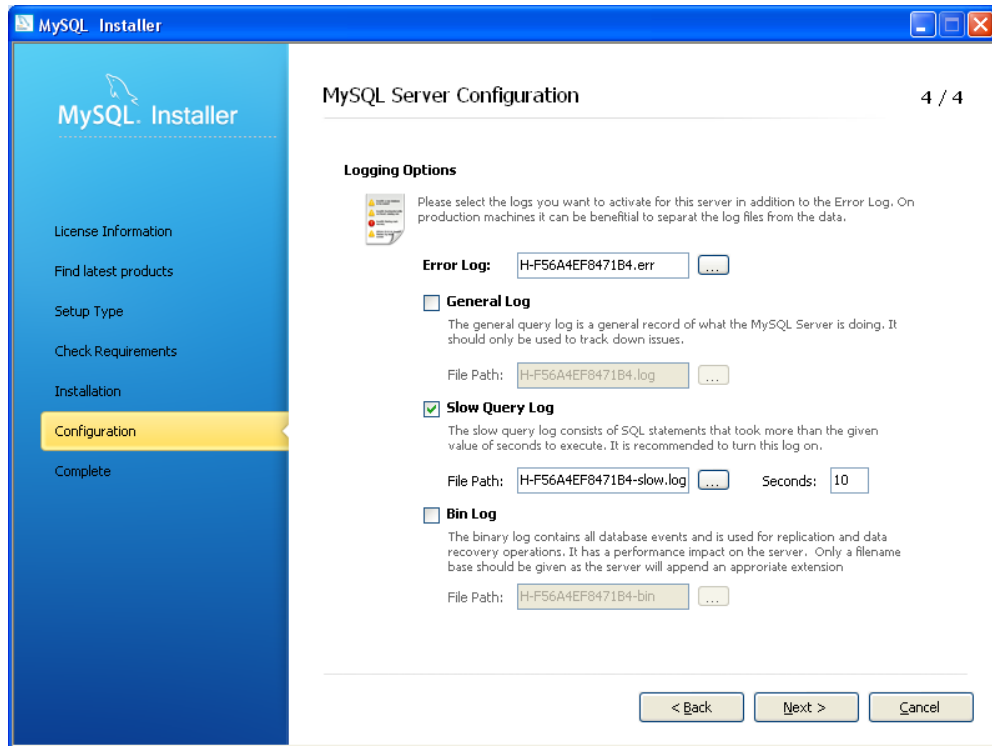 MySQL Installer
MySQL. Installer
License Information
Find latest products
Setup Type
Check Requirements
Installation
Configuration
Complete
MySQL Server Configuration
4 / 4
Logging Options
Please select the logs you want to activate for this server in addition to the Error Log. On
production machines it can be benefitial to separat the log files from the data.
Error Log: H-F56A4EF8471B4.err ...
General Log
The general query log is a general record of what the MySQL Server is doing. It
should only be used to track down issues.
File Path: H-F56A4EF8471B4.log ...
Slow Query Log
The slow query log consists of SQL statements that took more than the given
value of seconds to execute. It is recommended to turn this log on.
File Path: H-F56A4EF8471B4-slow.log ... Seconds: 10
Bin Log
The binary log contains all database events and is used for replication and data
recovery operations. It has a performance impact on the server. Only a filename
base should be given as the server will append an approriate extension
File Path: H-F56A4EF8471B4-bin ...
< Back Next > Cancel